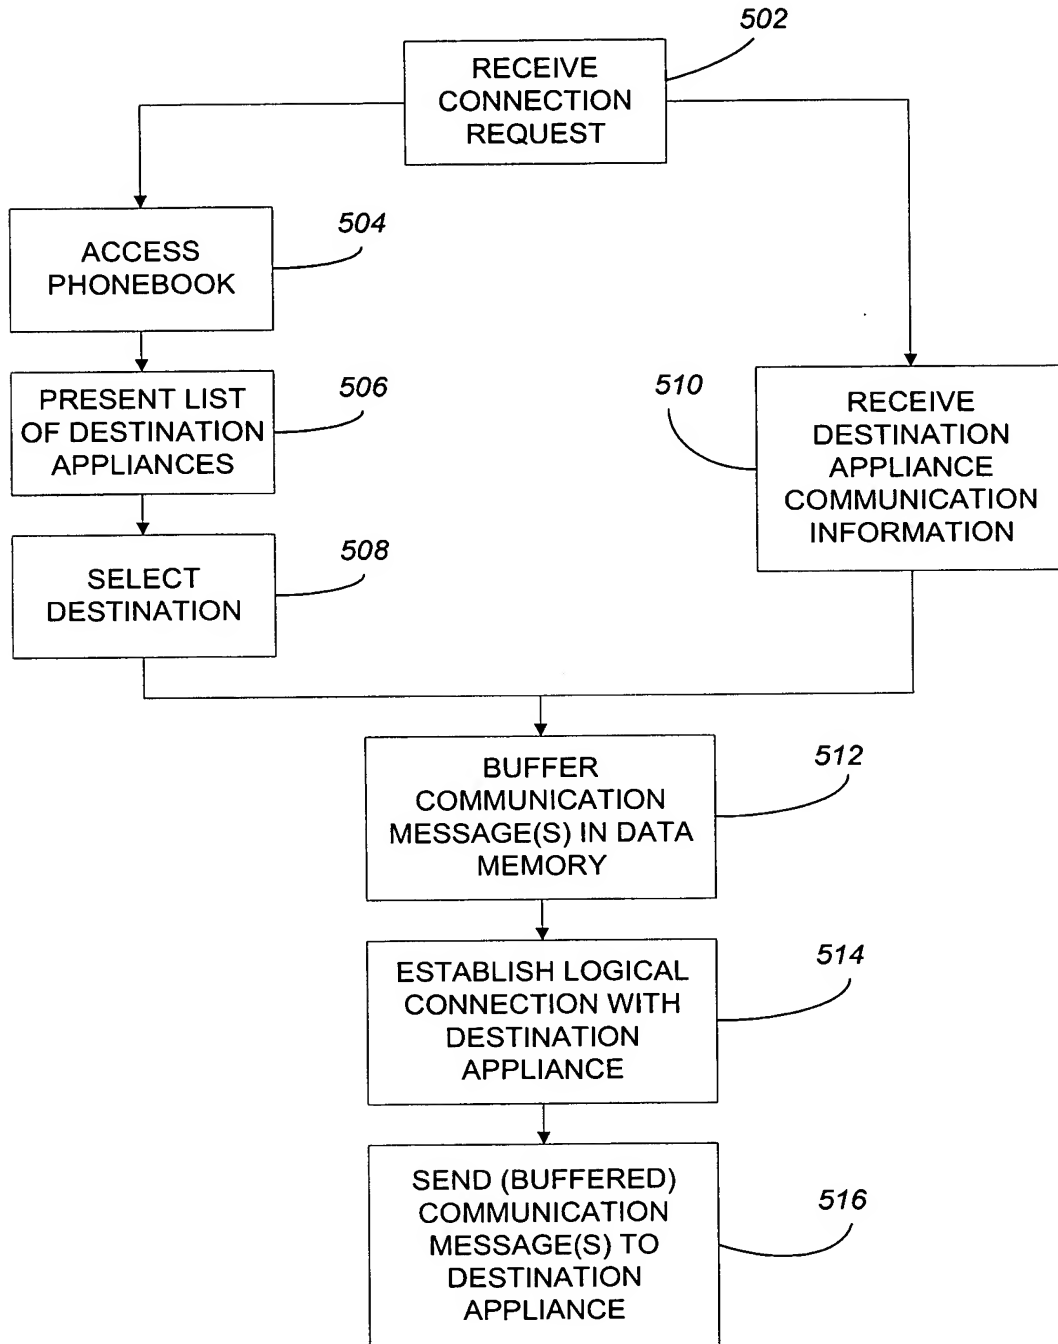 502
RECEIVE
CONNECTION
REQUEST
504
ACCESS
PHONEBOOK
506
PRESENT LIST
OF DESTINATION
APPLIANCES
508
SELECT
DESTINATION
510
RECEIVE
DESTINATION
APPLIANCE
COMMUNICATION
INFORMATION
512
BUFFER
COMMUNICATION
MESSAGE(S) IN DATA
MEMORY
514
ESTABLISH LOGICAL
CONNECTION WITH
DESTINATION
APPLIANCE
516
SEND (BUFFERED)
COMMUNICATION
MESSAGE(S) TO
DESTINATION
APPLIANCE